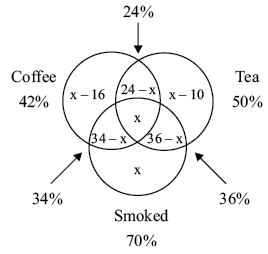 24%
Coffee
42%
Tea
50%
x – 16
24 – x
x – 10
x
34 – x
36 – x
x
34%
36%
Smoked
70%